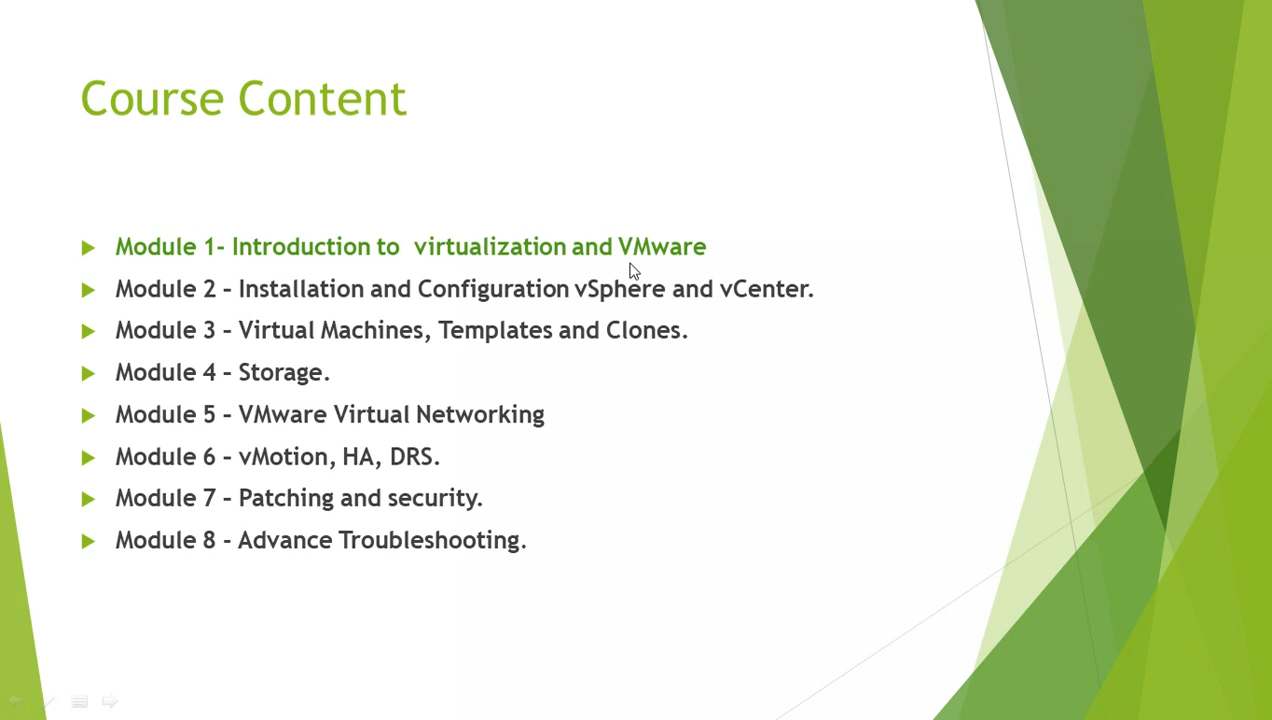 Course Content
Module 1- Introduction to  virtualization and VMware
Module 2 – Installation and Configuration vSphere and vCenter.
Module 3 – Virtual Machines, Templates and Clones.
Module 4 – Storage.
Module 5 – VMware Virtual Networking
Module 6 – vMotion, HA, DRS.
Module 7 – Patching and security.
Module 8 - Advance Troubleshooting.